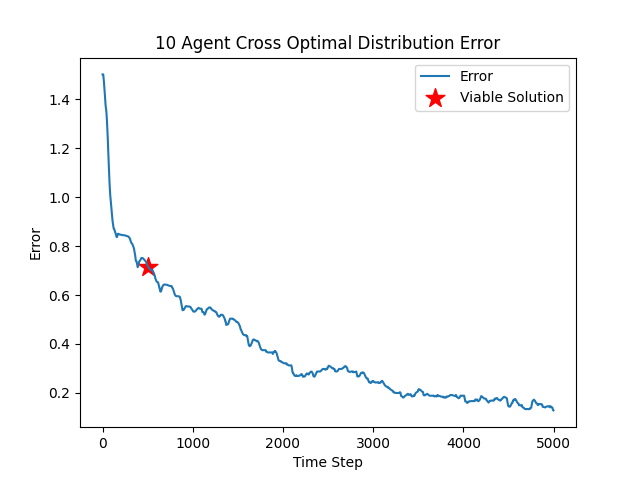 10 Agent Cross Optimal Distribution Error
Error
Viable Solution
1.4
1.2
1.0
0.8
0.6
0.4
0.2
Error
0
1000
2000
3000
4000
5000
Time Step